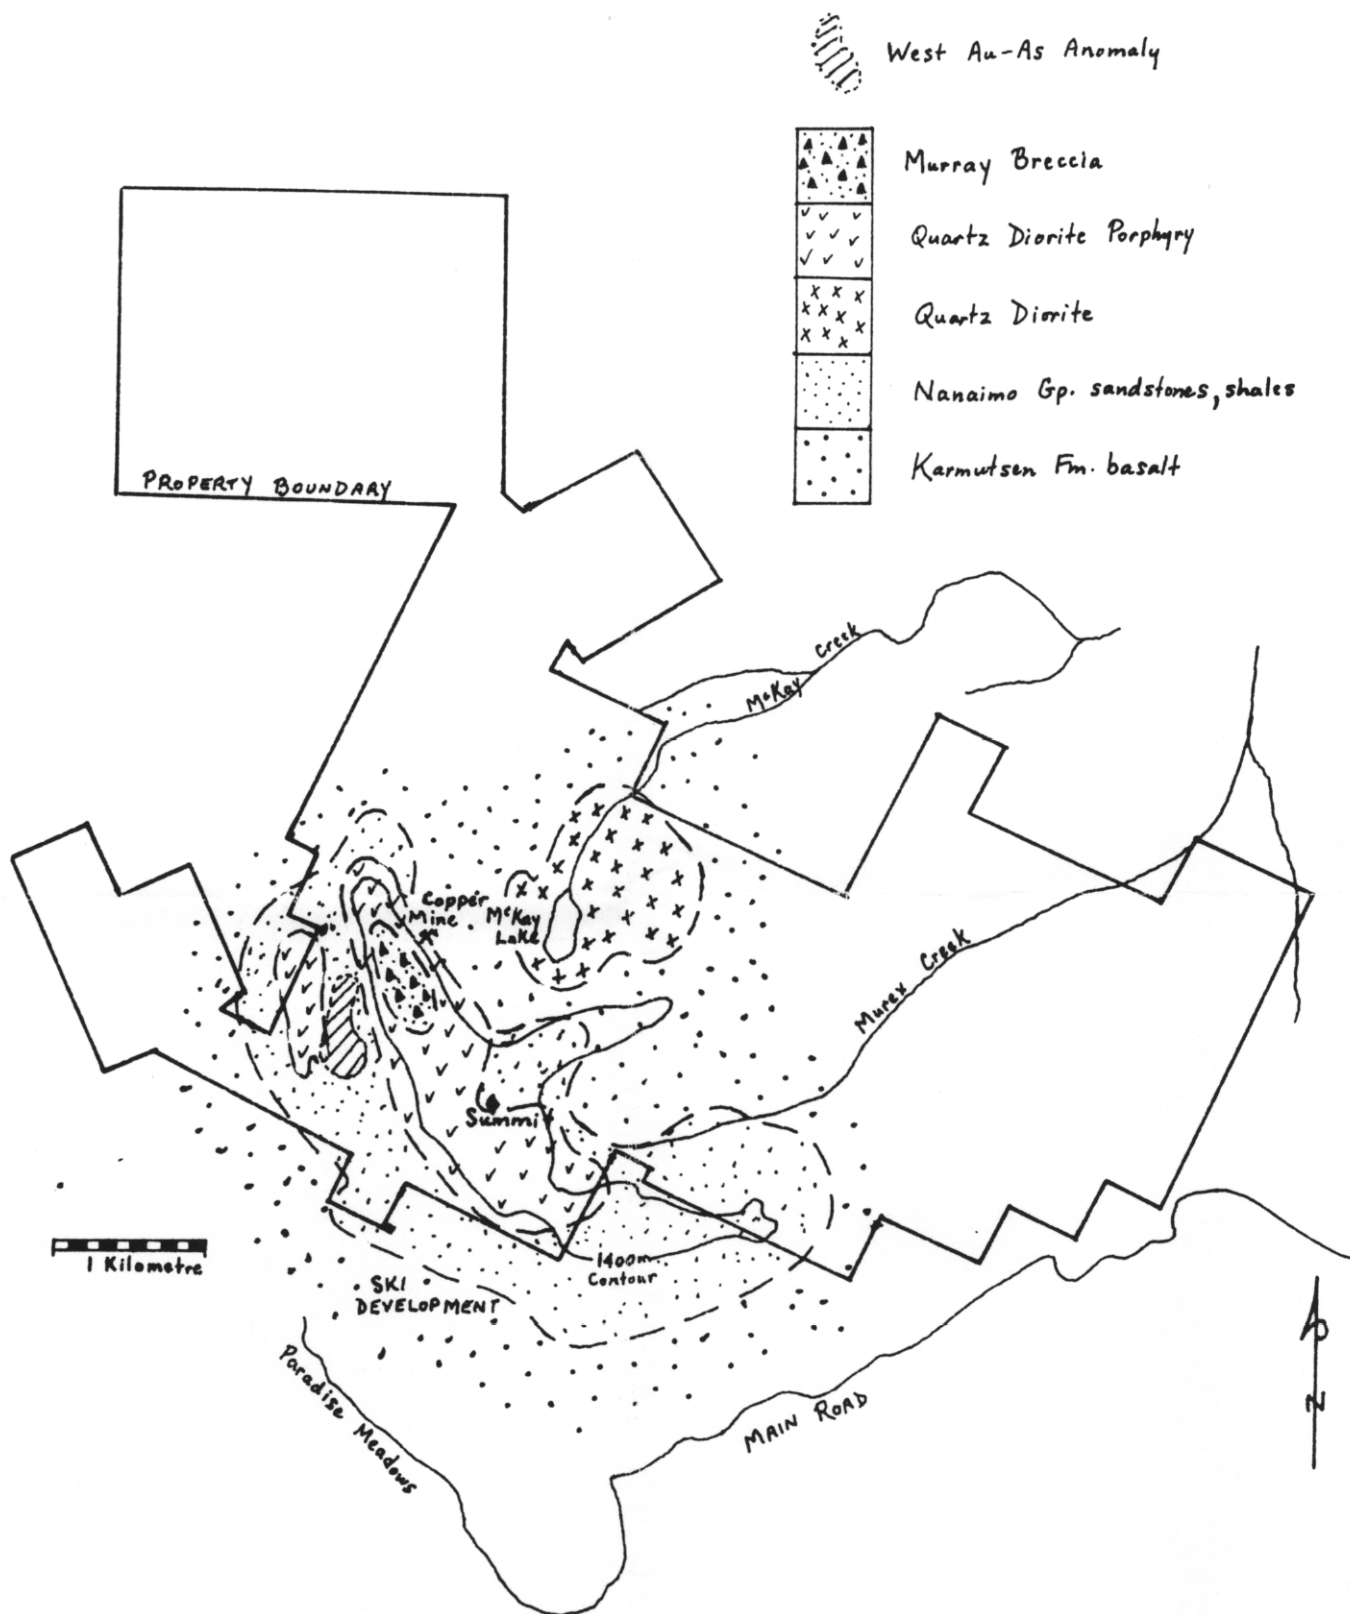 West Au-As Anomaly
Murray Breccia
Quartz Diorite Porphyry
Quartz Diorite
Nanaimo Gp. sandstones, shales
Karmutsen Fm. basalt
PROPERTY BOUNDARY
McKay Creek
Copper
Mine
McKay
Lake
Murex Creek
Summit
1400m
Contour
1 Kilometre
SKI
DEVELOPMENT
Paradise Meadows
MAIN ROAD
N